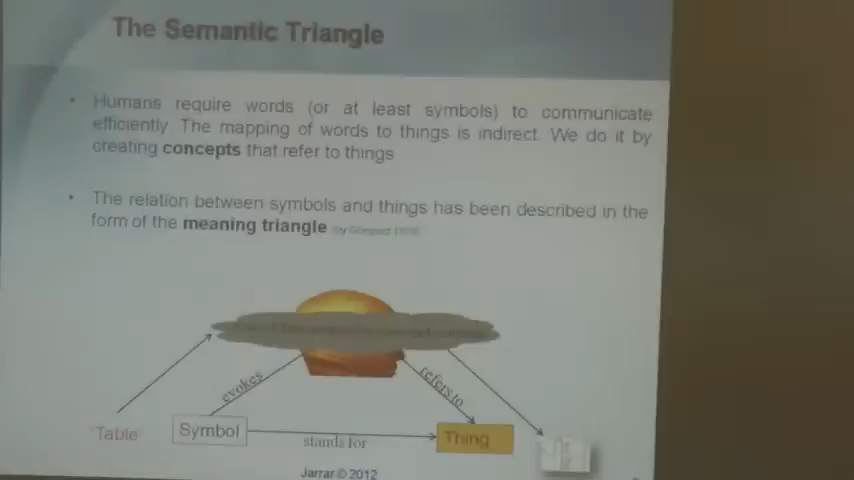 The Semantic Triangle
• Humans require words (or at least symbols) to communicate
efficiently. The mapping of words to things is indirect. We do it by
creating concepts that refer to things
• The relation between symbols and things has been described in the
form of the meaning triangle (by
evokes
refers to
"Table"
Symbol
stands for
Thing
Jarrar © 2012